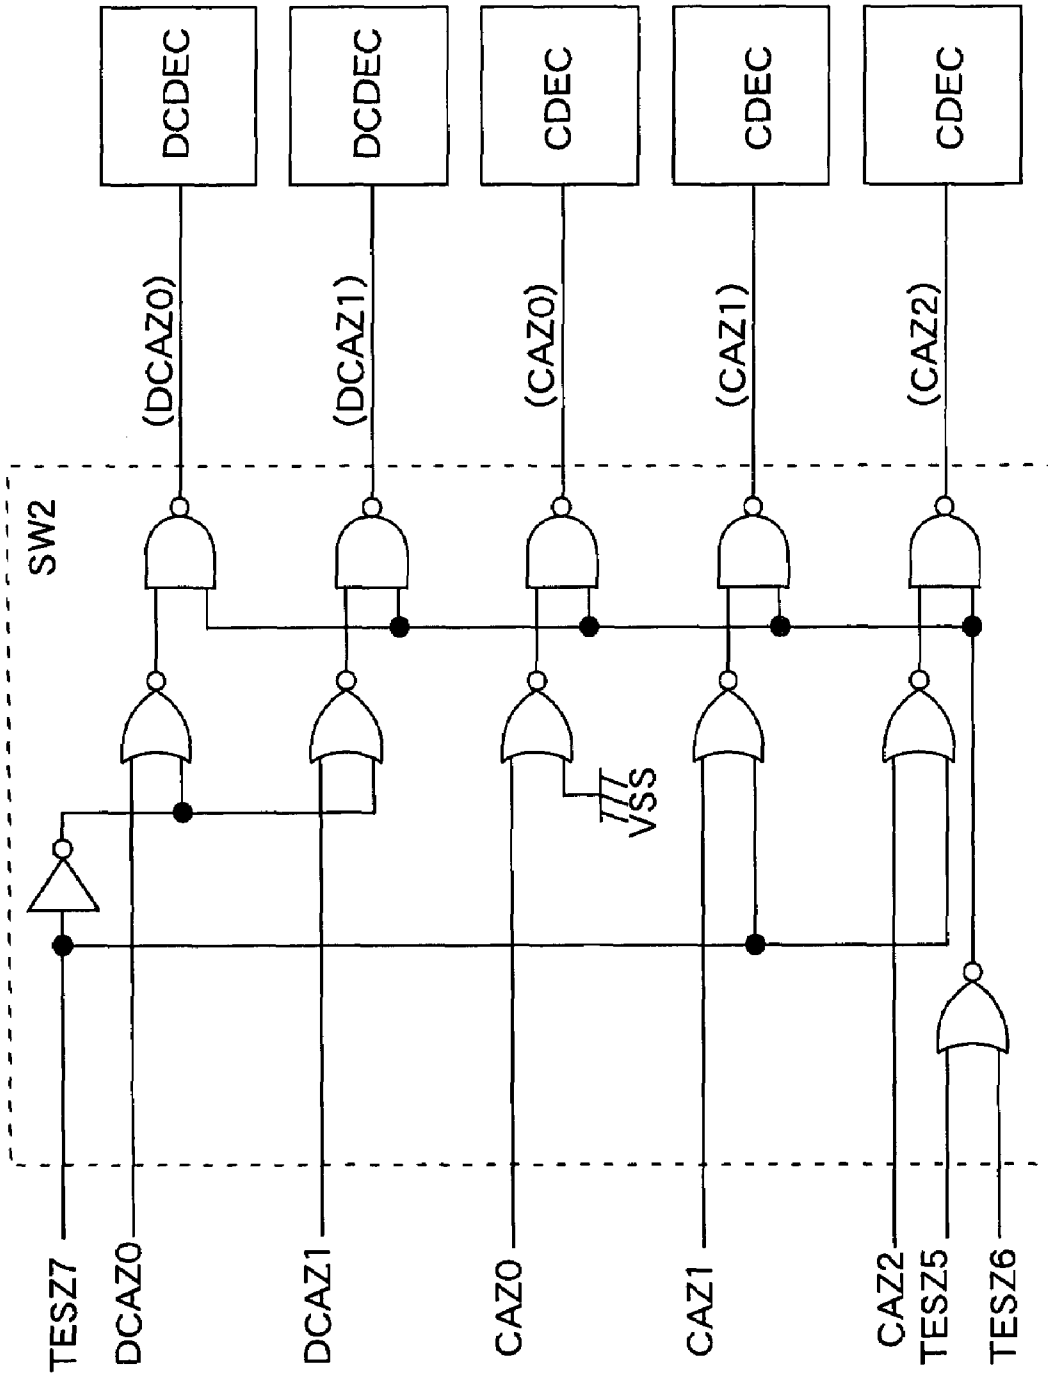 SW2
TESZ7
DCAZ0
(DCAZ0)
DCDEC
DCAZ1
(DCAZ1)
DCDEC
CAZ0
VSS
(CAZ0)
CDEC
CAZ1
(CAZ1)
CDEC
CAZ2
(CAZ2)
CDEC
TESZ5
TESZ6